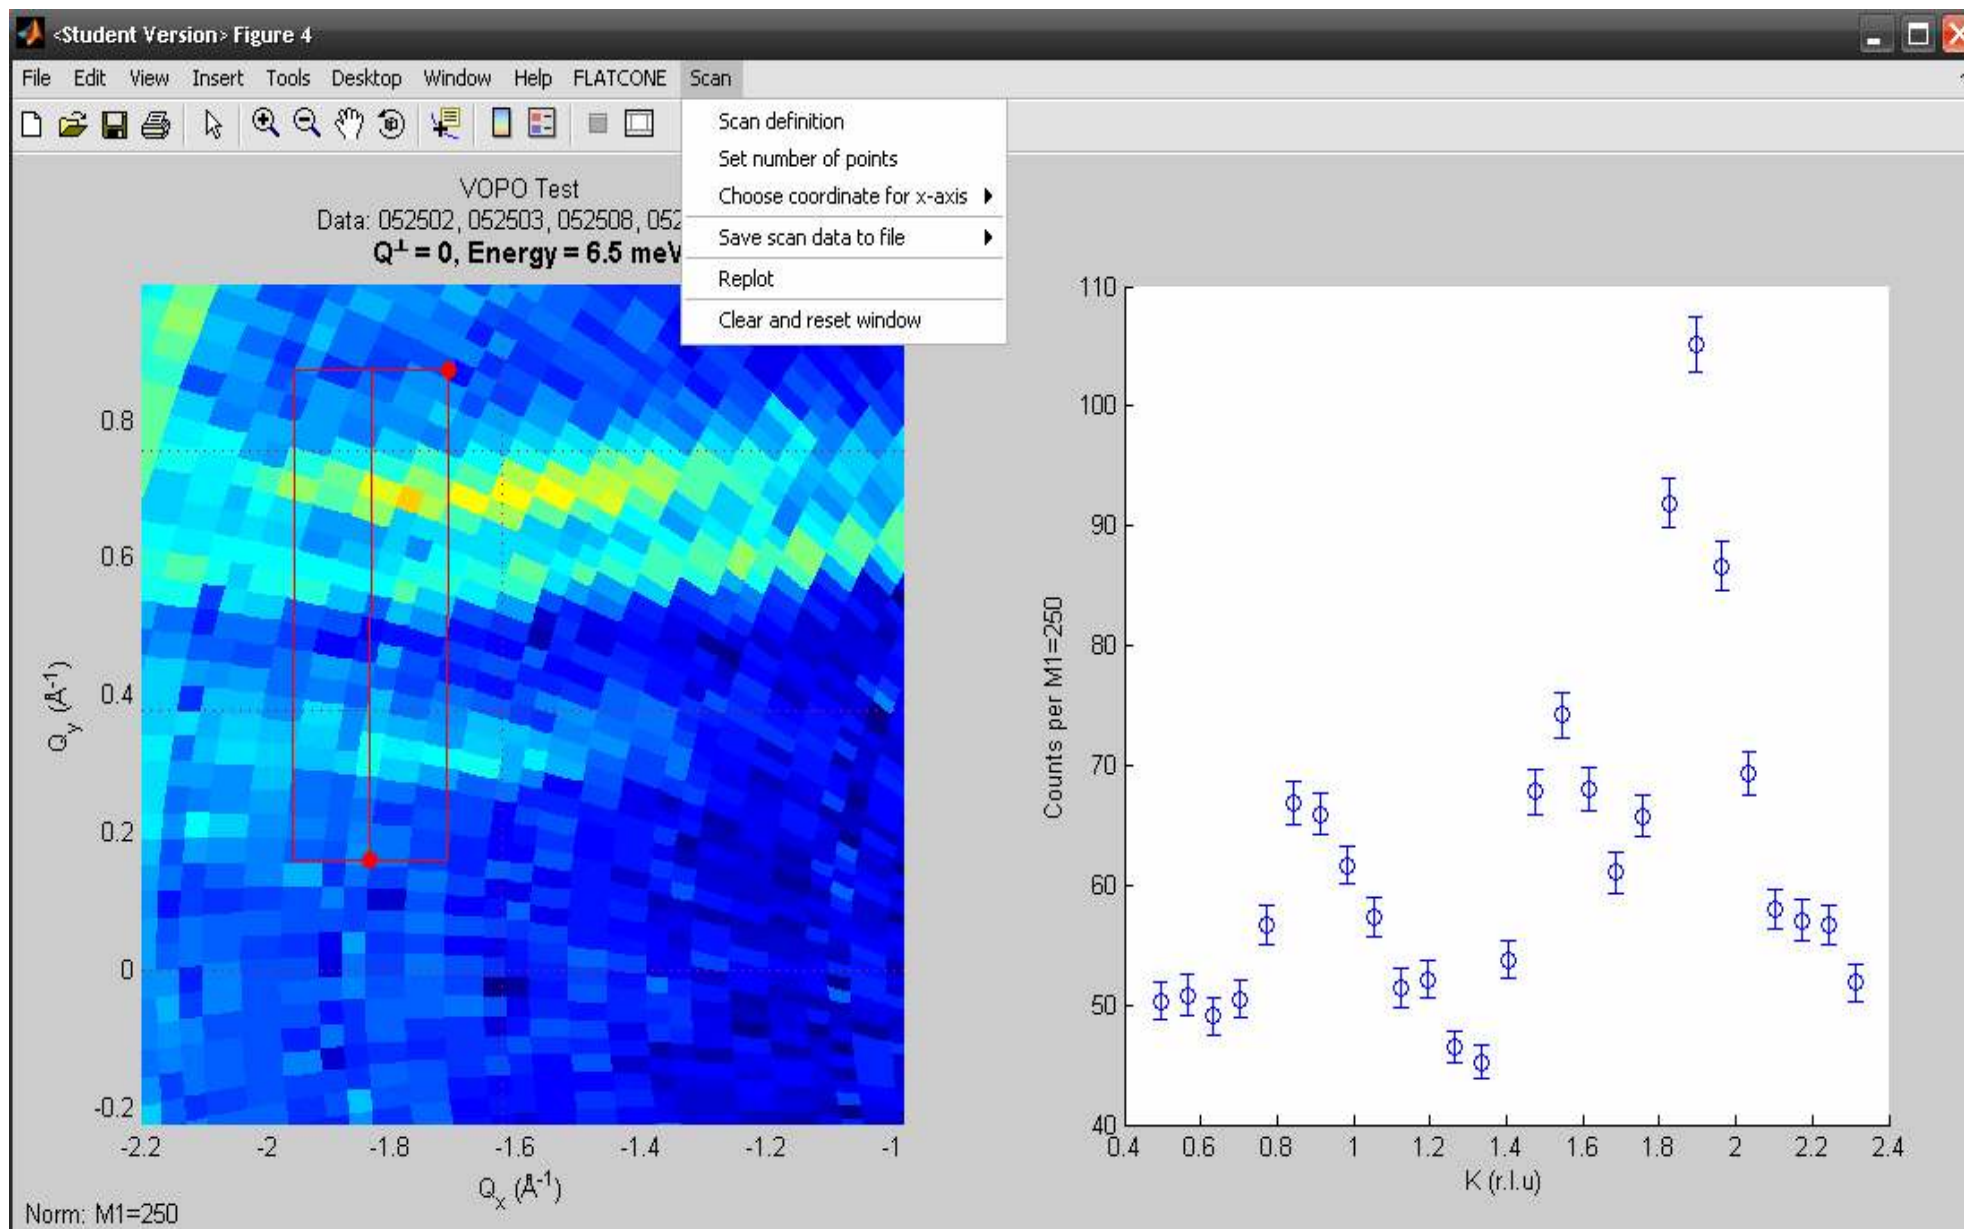 <Student Version> Figure 4
File Edit View Insert Tools Desktop Window Help FLATCONE Scan
Scan definition
Set number of points
Choose coordinate for x-axis
Save scan data to file
Replot
Clear and reset window
VOPO Test
Data: 052502, 052503, 052508, 052
Q⊥ = 0, Energy = 6.5 meV
0.8
0.6
0.4
0.2
0
-0.2
Qy (Å-1)
-2.2 -2 -1.8 -1.6 -1.4 -1.2 -1
Qx (Å-1)
Norm: M1=250
110
100
90
80
70
60
50
40
Counts per M1=250
0.4 0.6 0.8 1 1.2 1.4 1.6 1.8 2 2.2 2.4
K (r.l.u)